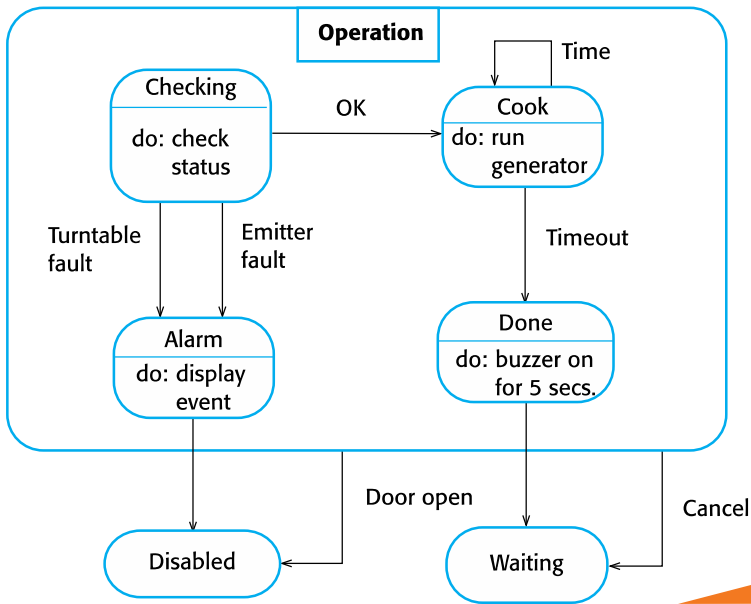 Operation
Checking
do: check
status
OK
Time
Cook
do: run
generator
Turntable
fault
Emitter
fault
Timeout
Alarm
do: display
event
Done
do: buzzer on
for 5 secs.
Door open
Cancel
Disabled
Waiting